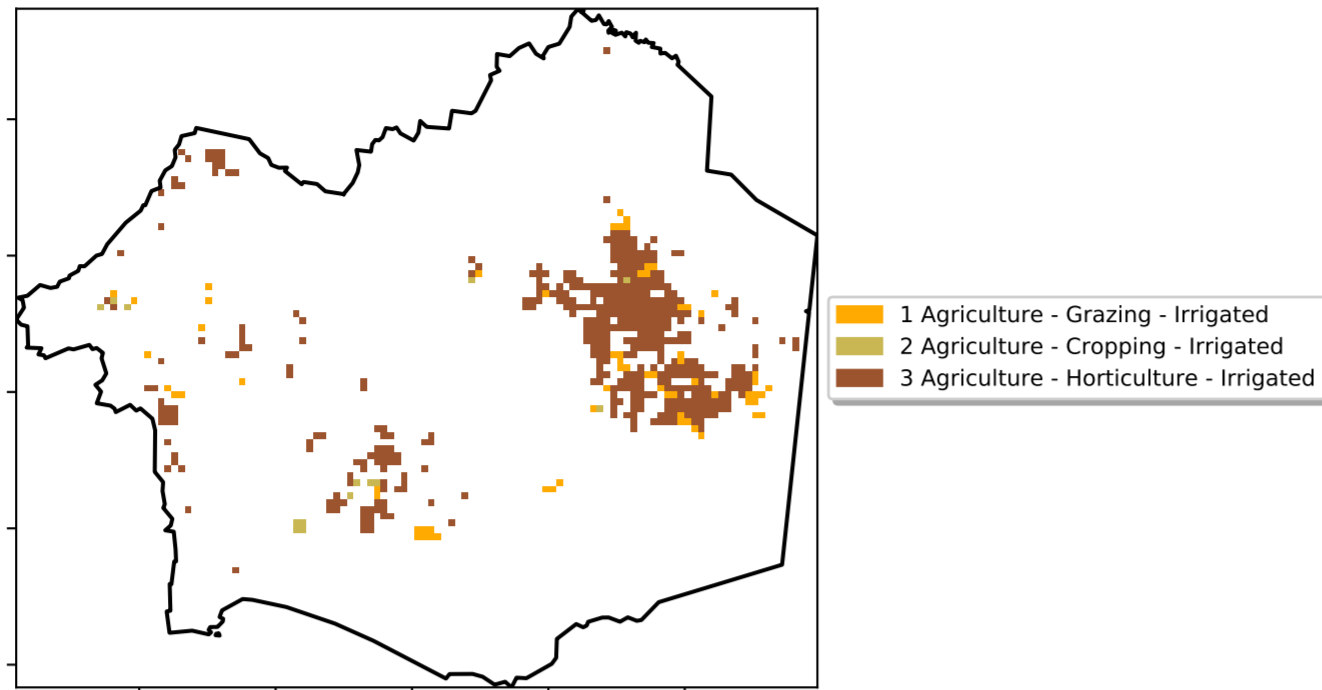 1 Agriculture - Grazing - Irrigated
2 Agriculture - Cropping - Irrigated
3 Agriculture - Horticulture - Irrigated